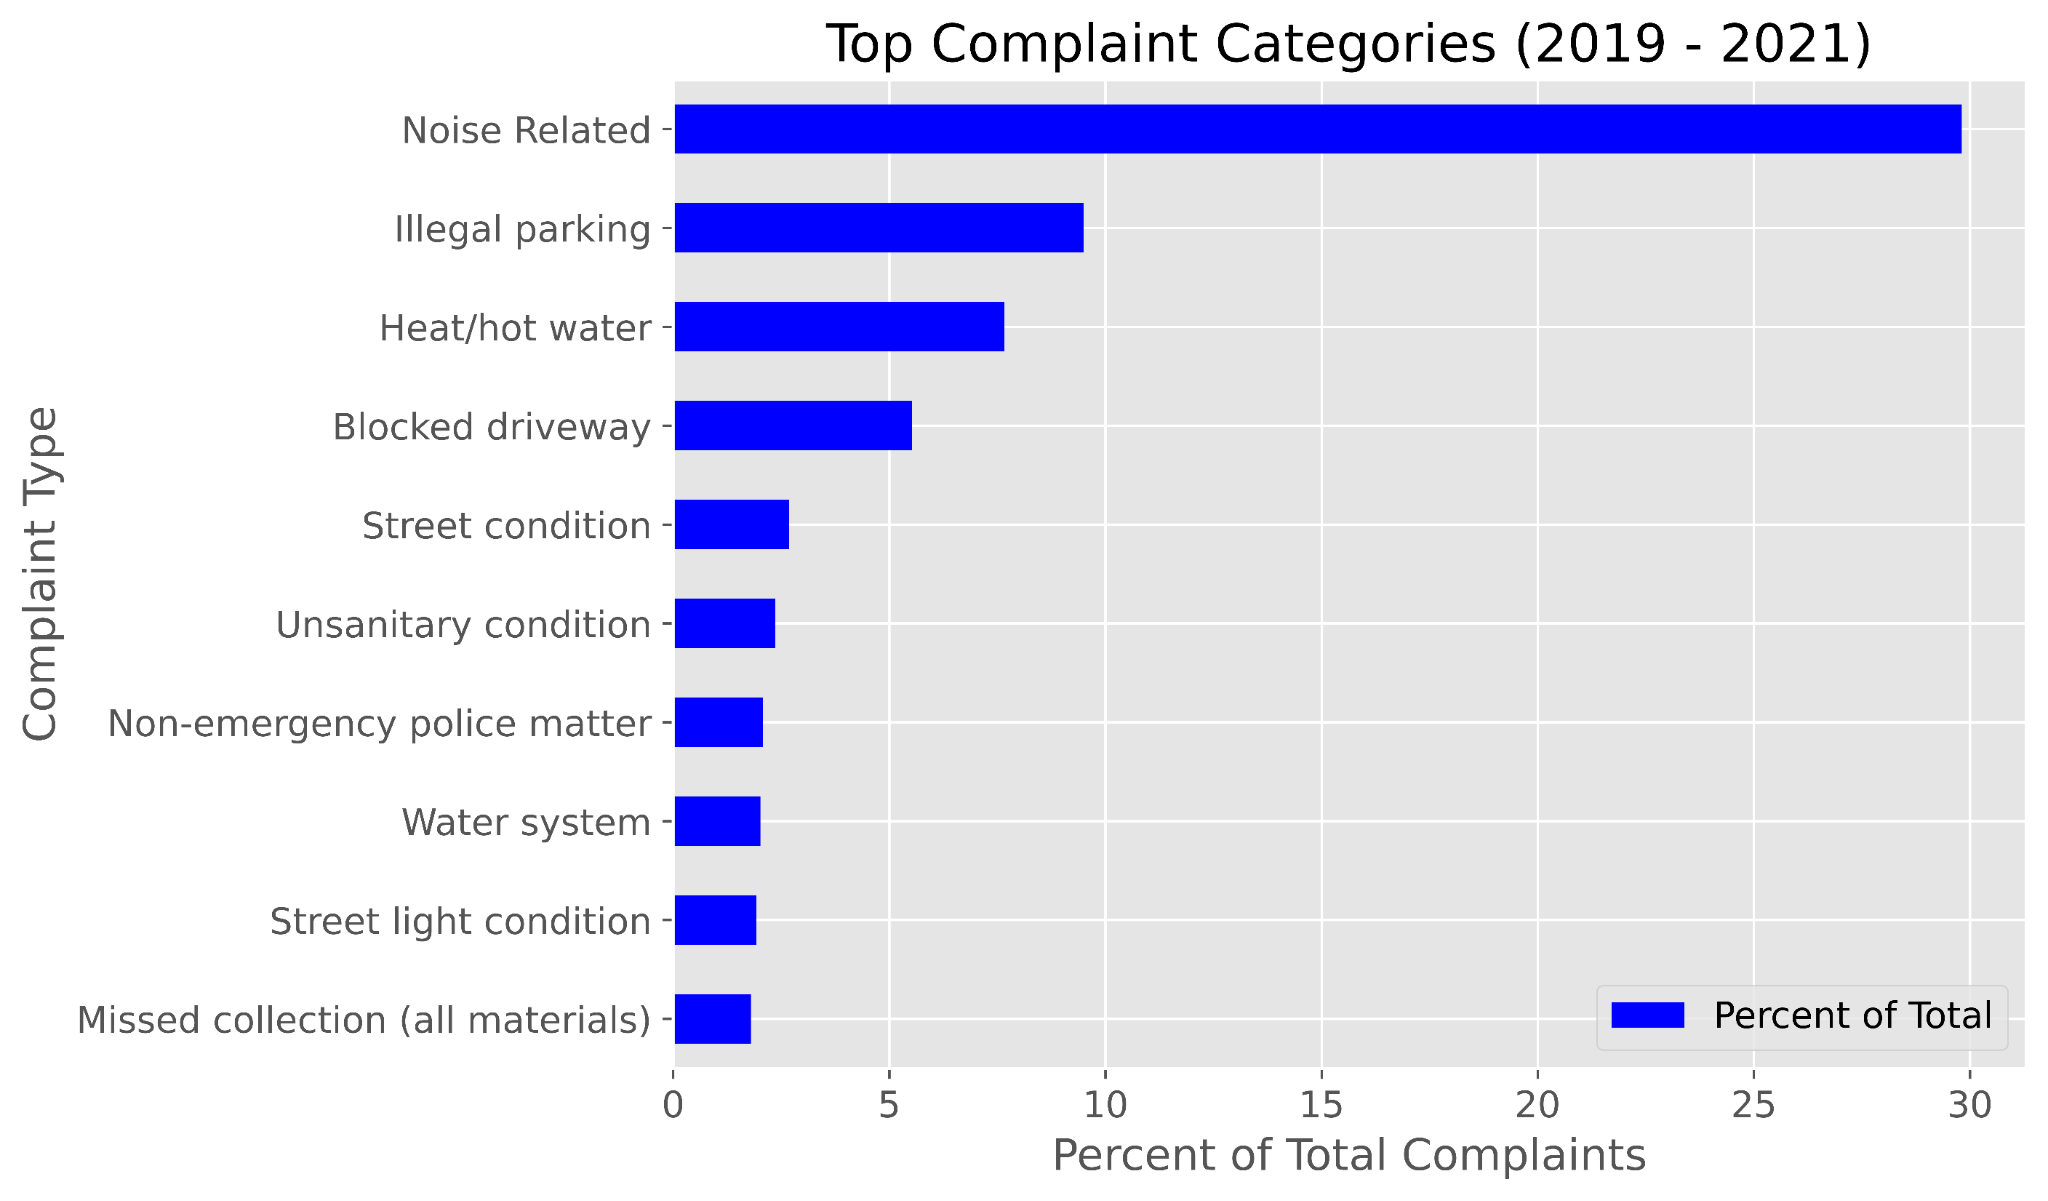 Top Complaint Categories (2019 - 2021)
Complaint Type
Noise Related
Illegal parking
Heat/hot water
Blocked driveway
Street condition
Unsanitary condition
Non-emergency police matter
Water system
Street light condition
Missed collection (all materials)
Percent of Total
0 5 10 15 20 25 30
Percent of Total Complaints